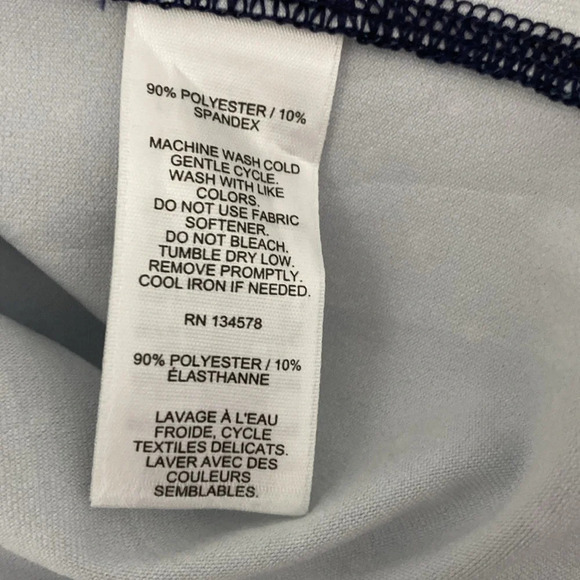 90% POLYESTER / 10%
SPANDEX
MACHINE WASH COLD
GENTLE CYCLE.
WASH WITH LIKE
COLORS.
DO NOT USE FABRIC
SOFTENER.
DO NOT BLEACH.
TUMBLE DRY LOW.
REMOVE PROMPTLY.
COOL IRON IF NEEDED.
RN 134578
90% POLYESTER / 10%
ÉLASTHANNE
LAVAGE À L'EAU
FROIDE, CYCLE
TEXTILES DELICATS.
LAVER AVEC DES
COULEURS
SEMBLABLES.